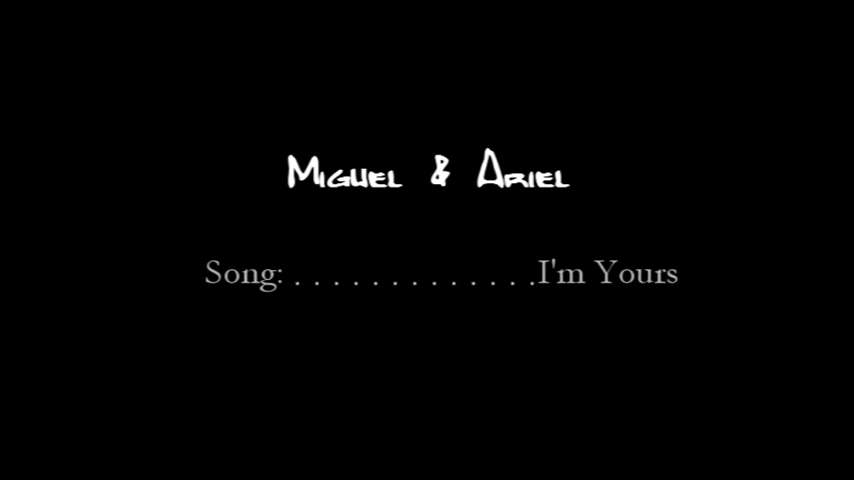 Miguel & Ariel
Song: . . . . . . . . . . . . .I'm Yours